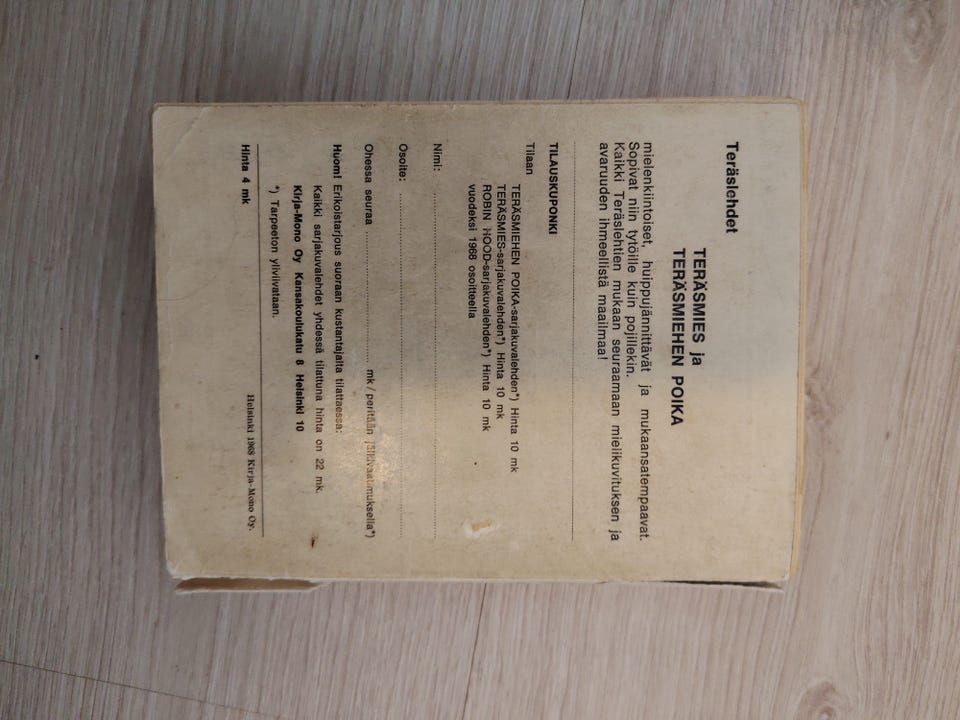 Teräslehdet
TERÄSMIES ja
TERÄSMIEHEN POIKA
mielenkiintoiset, huippujännittävät ja mukaansatempaavat.
Sopivat niin tytöille kuin pojillekin.
Kaikki Teräslehtien mukaan seuraamaan mielikuvituksen ja
avaruuden ihmeellistä maailmaa!
TILAUSKUPONKI
Tilaan
TERÄSMIEHEN POIKA-sarjakuvalehden*) Hinta 10 mk
TERÄSMIES-sarjakuvalehden*) Hinta 10 mk
ROBIN HOOD-sarjakuvalehden*) Hinta 10 mk
vuodeksi 1968 osoitteella
Nimi:
Osoite:
Ohessa seuraa mk/peritään jälkivaatimuksella*)
Huom! Erikoistarjous suoraan kustantajalta tilattaessa:
Kaikki sarjakuvalehdet yhdessä tilattuna hinta on 22 mk.
Kirja-Mono Oy Kansakoulukatu 8 Helsinki 10
*) Tarpeeton yliviivataan.
Hinta 4 mk
Helsinki 1968 Kirja-Mono Oy.